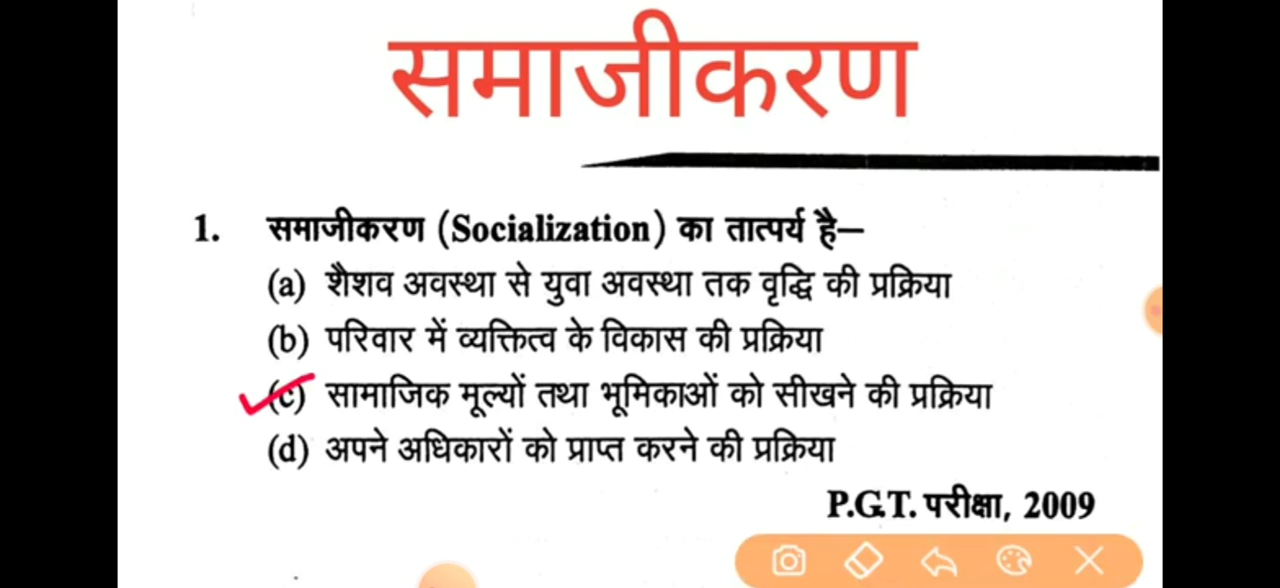 समाजीकरण
1. समाजीकरण (Socialization) का तात्पर्य है—
(a) शैशव अवस्था से युवा अवस्था तक वृद्धि की प्रक्रिया
(b) परिवार में व्यक्तित्व के विकास की प्रक्रिया
(c) सामाजिक मूल्यों तथा भूमिकाओं को सीखने की प्रक्रिया
(d) अपने अधिकारों को प्राप्त करने की प्रक्रिया
P.G.T. परीक्षा, 2009